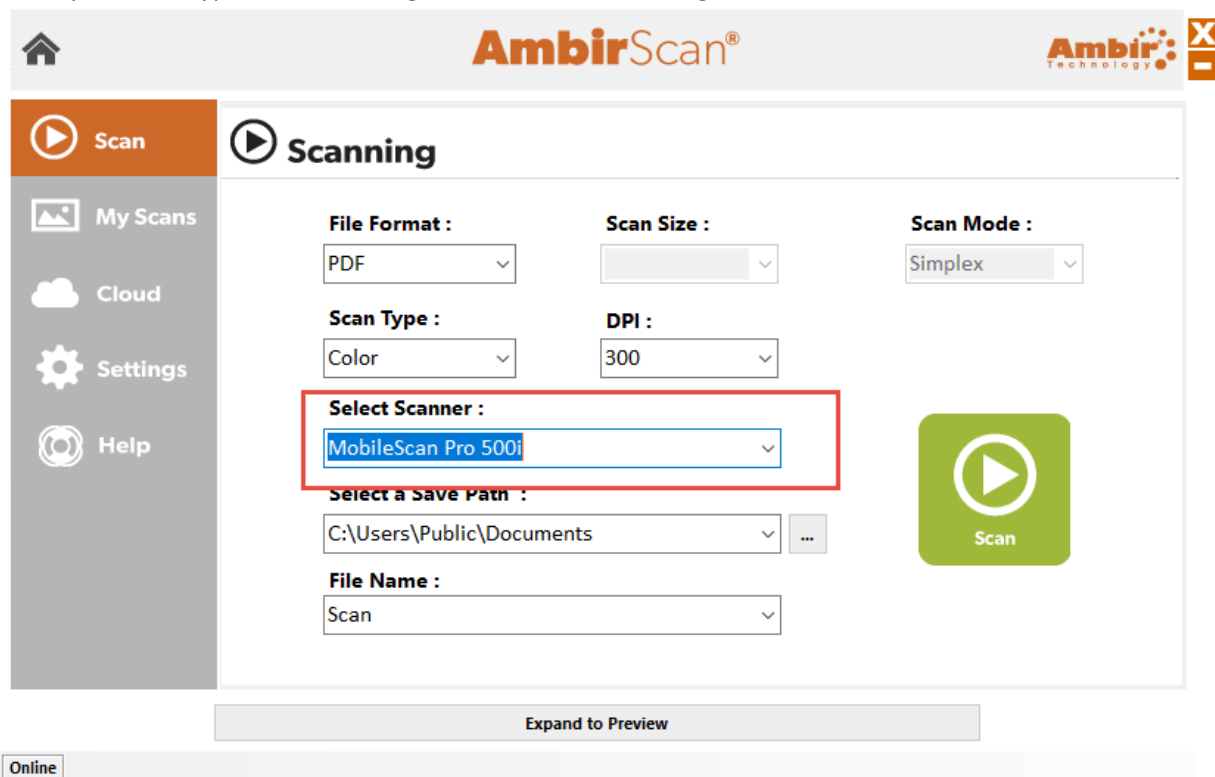 AmbirScan®
Ambir
Technology
X
Scan
Scanning
My Scans
Cloud
Settings
Help
File Format :
Scan Size :
Scan Mode :
PDF
Simplex
Scan Type :
DPI :
Color
300
Select Scanner :
MobileScan Pro 500i
Select a Save Path :
C:\Users\Public\Documents
...
Scan
File Name :
Scan
Expand to Preview
Online